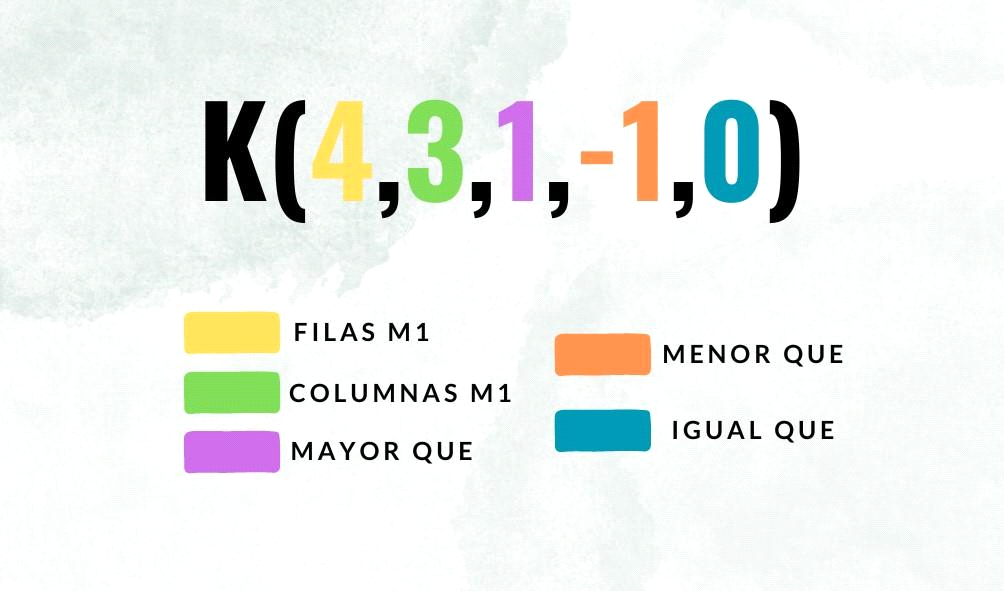 K(4,3,1,-1,0)
FILAS M1
COLUMNAS M1
MAYOR QUE
MENOR QUE
IGUAL QUE